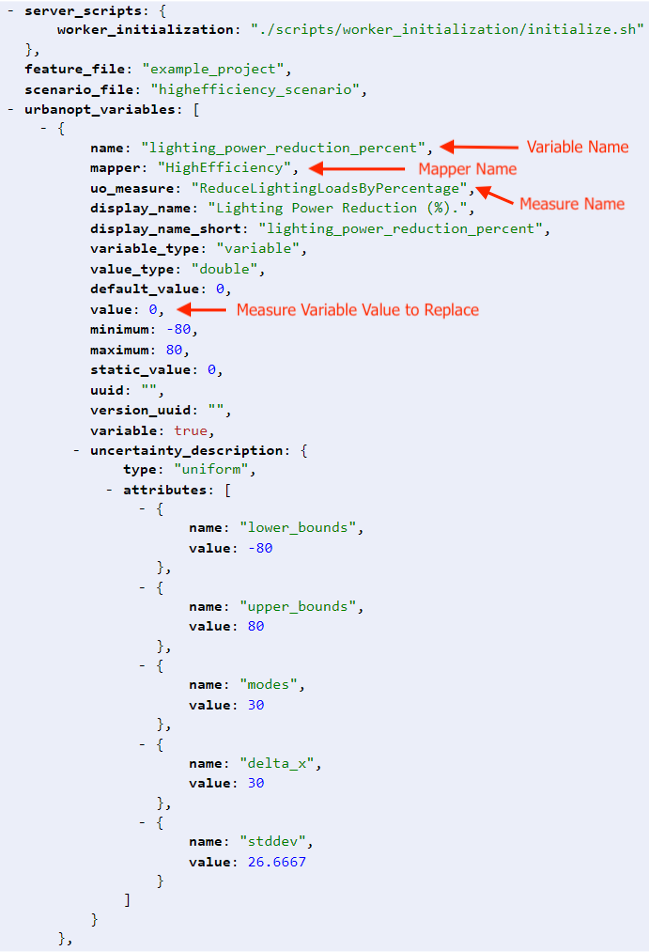 - server_scripts: {
worker_initialization: "./scripts/worker_initialization/initialize.sh"
},
feature_file: "example_project",
scenario_file: "highefficiency_scenario",
- urbanopt_variables: [
- {
name: "lighting_power_reduction_percent", Variable Name
mapper: "HighEfficiency", Mapper Name
uo_measure: "ReduceLightingLoadsByPercentage", Measure Name
display_name: "Lighting Power Reduction (%).",
display_name_short: "lighting_power_reduction_percent",
variable_type: "variable",
value_type: "double",
default_value: 0,
value: 0, Measure Variable Value to Replace
minimum: -80,
maximum: 80,
static_value: 0,
uuid: "",
version_uuid: "",
variable: true,
- uncertainty_description: {
type: "uniform",
- attributes: [
- {
name: "lower_bounds",
value: -80
},
- {
name: "upper_bounds",
value: 80
},
- {
name: "modes",
value: 30
},
- {
name: "delta_x",
value: 30
},
- {
name: "stddev",
value: 26.6667
}
]
}
},